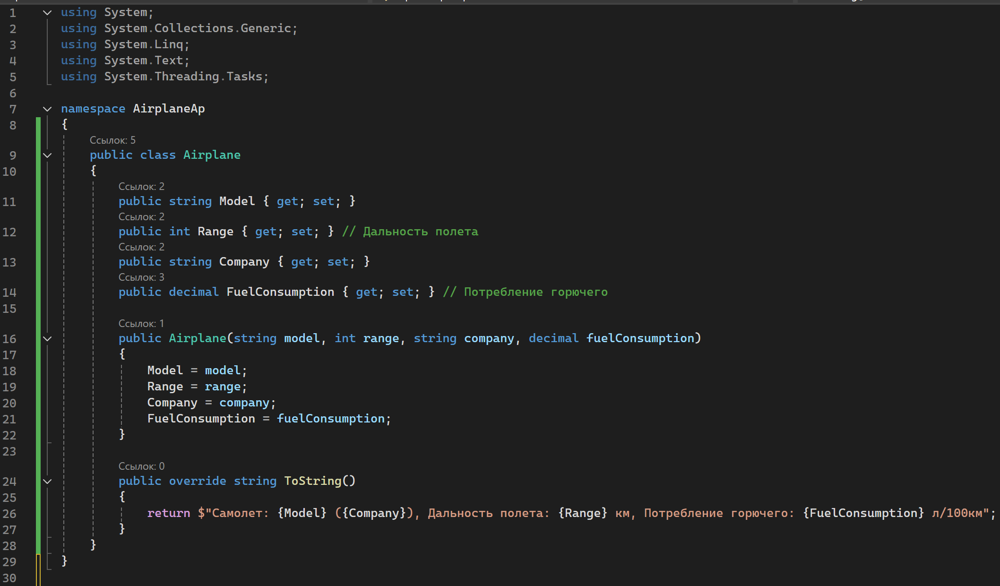 1 using System;
2 using System.Collections.Generic;
3 using System.Linq;
4 using System.Text;
5 using System.Threading.Tasks;
6
7 namespace AirplaneAp
8 {
Ссылок: 5
9 public class Airplane
10 {
Ссылок: 2
11 public string Model { get; set; }
Ссылок: 2
12 public int Range { get; set; } // Дальность полета
Ссылок: 2
13 public string Company { get; set; }
Ссылок: 3
14 public decimal FuelConsumption { get; set; } // Потребление горючего
15
Ссылок: 1
16 public Airplane(string model, int range, string company, decimal fuelConsumption)
17 {
18 Model = model;
19 Range = range;
20 Company = company;
21 FuelConsumption = fuelConsumption;
22 }
23
Ссылок: 0
24 public override string ToString()
25 {
26 return $"Самолет: {Model} ({Company}), Дальность полета: {Range} км, Потребление горючего: {FuelConsumption} л/100км";
27 }
28 }
29 }
30